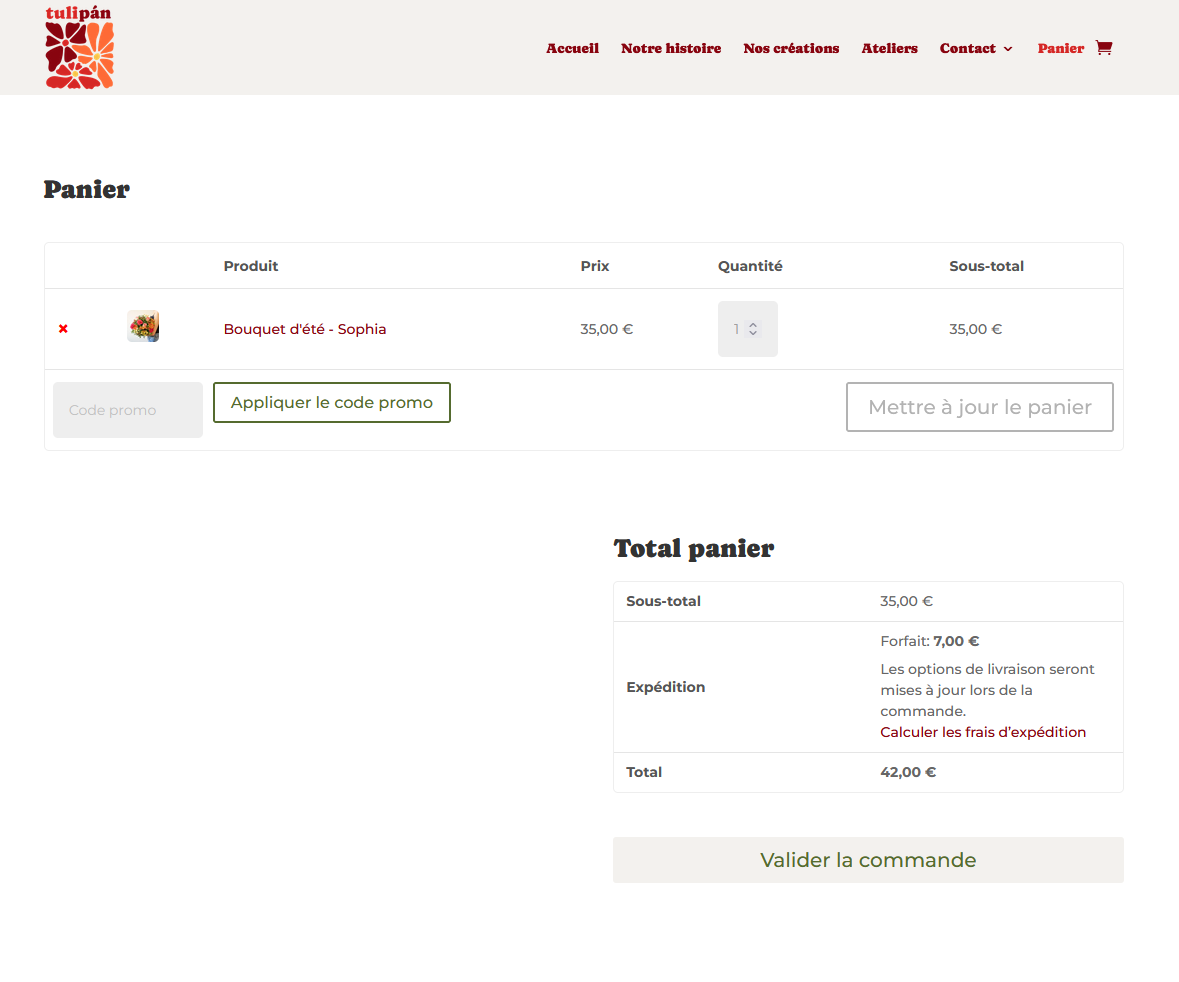 tulipán
Accueil Notre histoire Nos créations Ateliers Contact Panier
Panier
Produit Prix Quantité Sous-total
Bouquet d'été - Sophia 35,00 € 1 35,00 €
Code promo Appliquer le code promo Mettre à jour le panier
Total panier
Sous-total 35,00 €
Expédition
Forfait: 7,00 €
Les options de livraison seront
mises à jour lors de la
commande.
Calculer les frais d’expédition
Total 42,00 €
Valider la commande